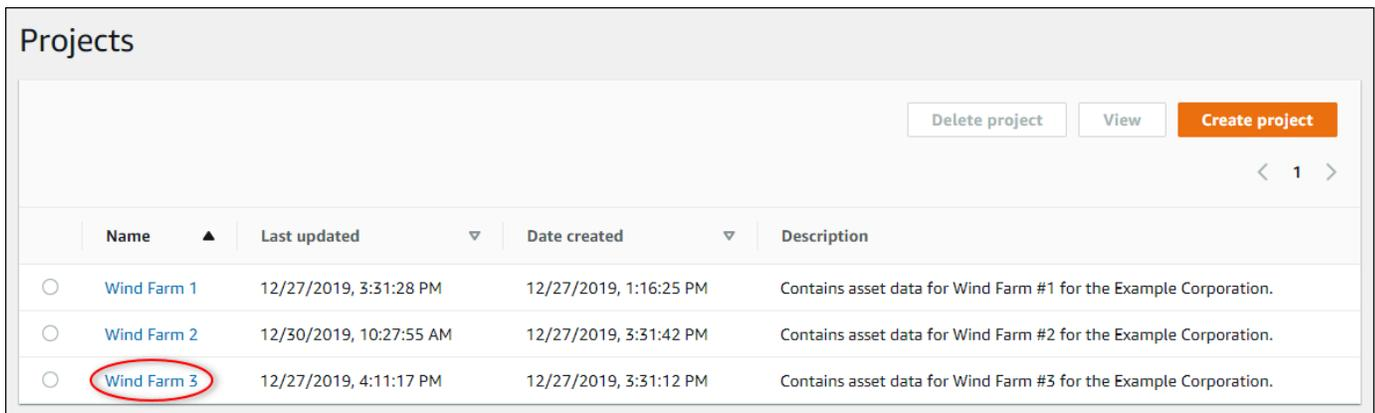 Projects
Delete project View Create project
1
Name Last updated Date created Description
Wind Farm 1 12/27/2019, 3:31:28 PM 12/27/2019, 1:16:25 PM Contains asset data for Wind Farm #1 for the Example Corporation.
Wind Farm 2 12/30/2019, 10:27:55 AM 12/27/2019, 3:31:42 PM Contains asset data for Wind Farm #2 for the Example Corporation.
Wind Farm 3 12/27/2019, 4:11:17 PM 12/27/2019, 3:31:12 PM Contains asset data for Wind Farm #3 for the Example Corporation.